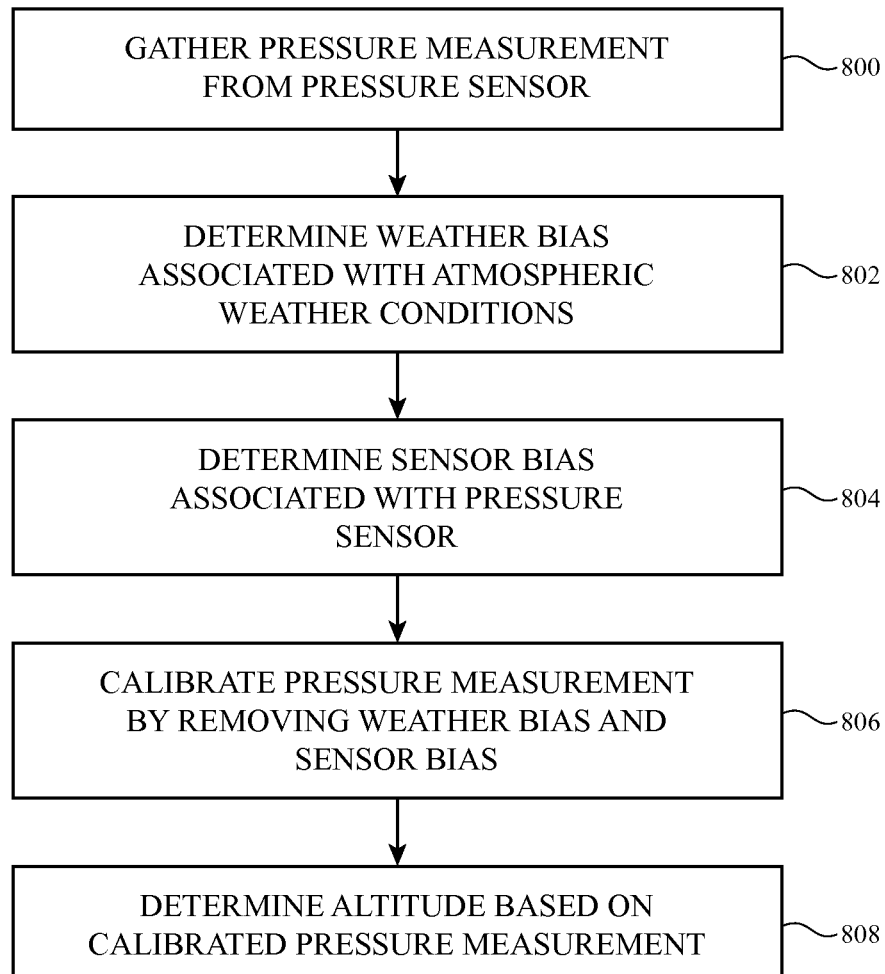 GATHER PRESSURE MEASUREMENT
FROM PRESSURE SENSOR
800
DETERMINE WEATHER BIAS
ASSOCIATED WITH ATMOSPHERIC
WEATHER CONDITIONS
802
DETERMINE SENSOR BIAS
ASSOCIATED WITH PRESSURE
SENSOR
804
CALIBRATE PRESSURE MEASUREMENT
BY REMOVING WEATHER BIAS AND
SENSOR BIAS
806
DETERMINE ALTITUDE BASED ON
CALIBRATED PRESSURE MEASUREMENT
808